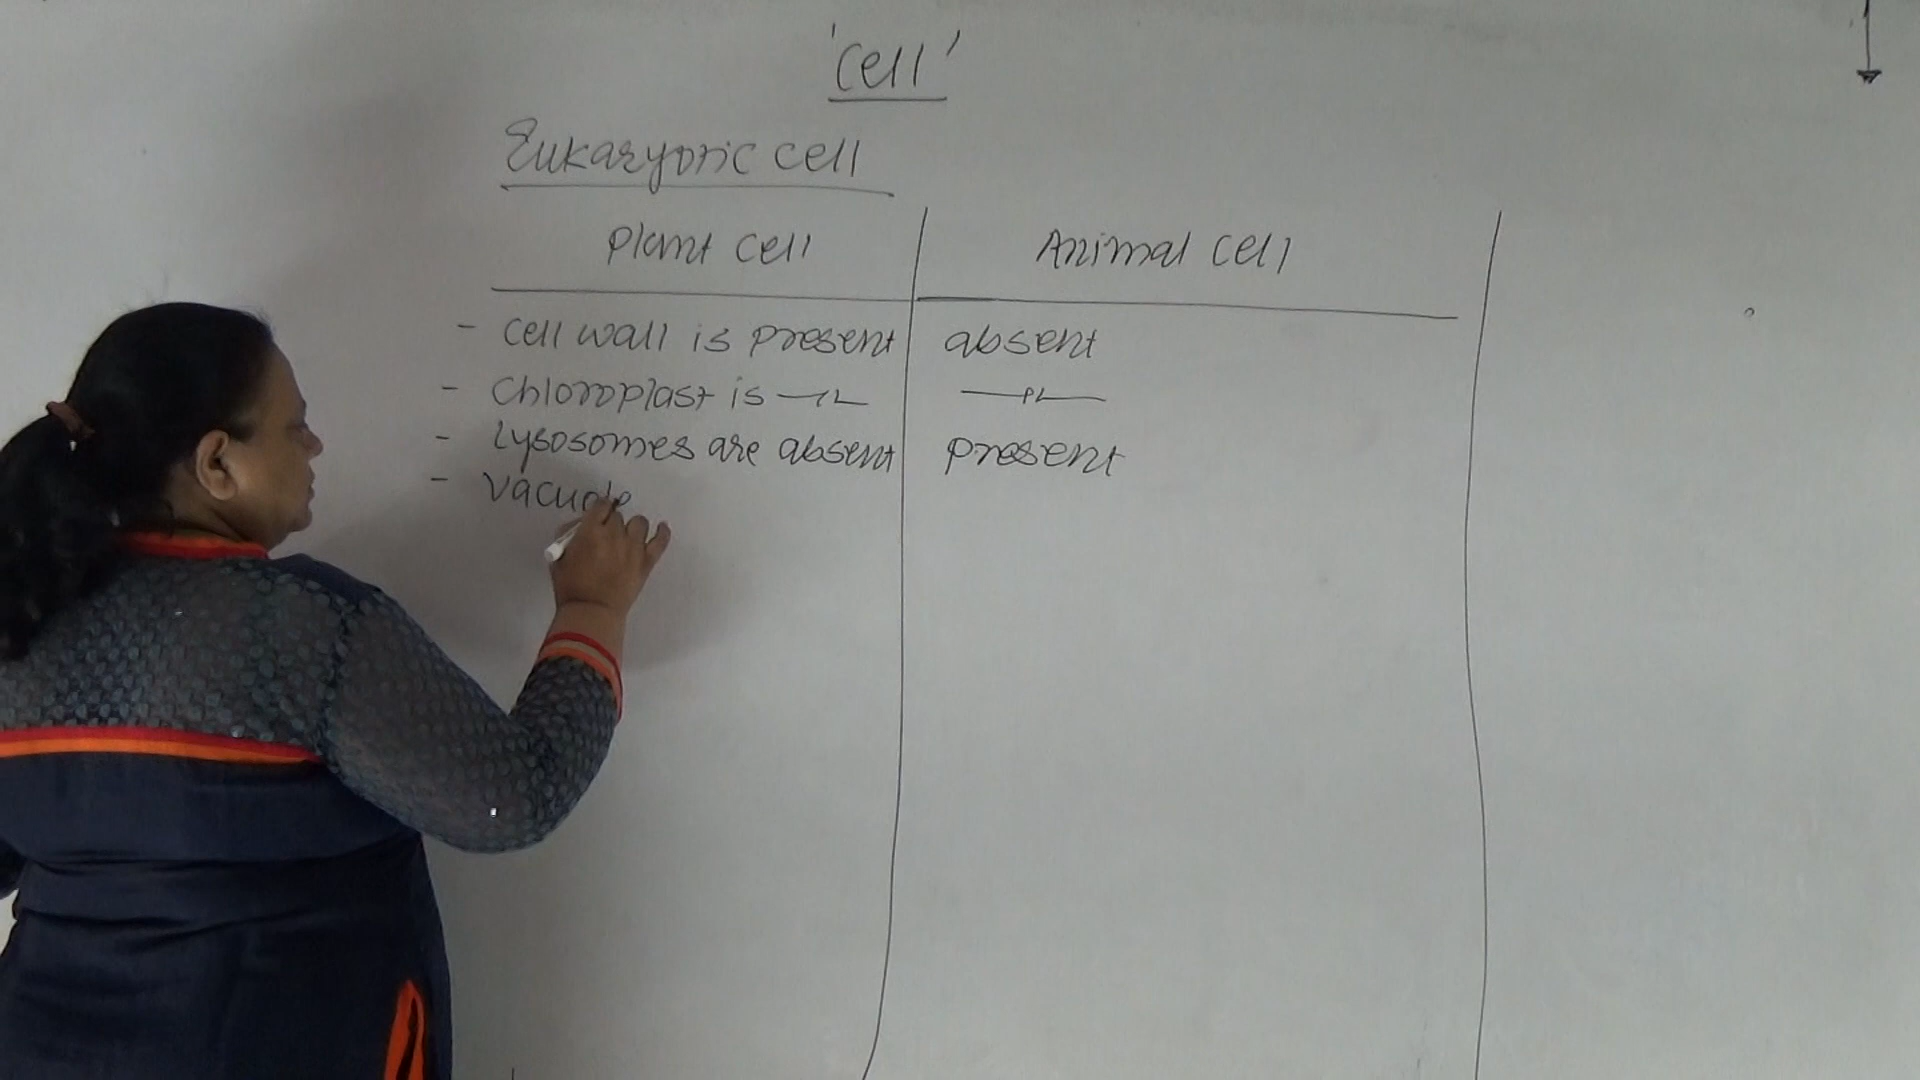 'Cell'
Eukaryotic cell
Plant Cell Animal Cell
- Cell wall is present absent
- Chloroplast is —〃— —〃—
- Lysosomes are absent present
- Vacuole